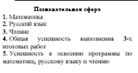 Познавательная сфера
1. Математика
2. Русский язык
3. Чтение
4. Общая успешность выполнения 3-х
итоговых работ
5. Успешность в освоении программы по
математике, русскому языку и чтению